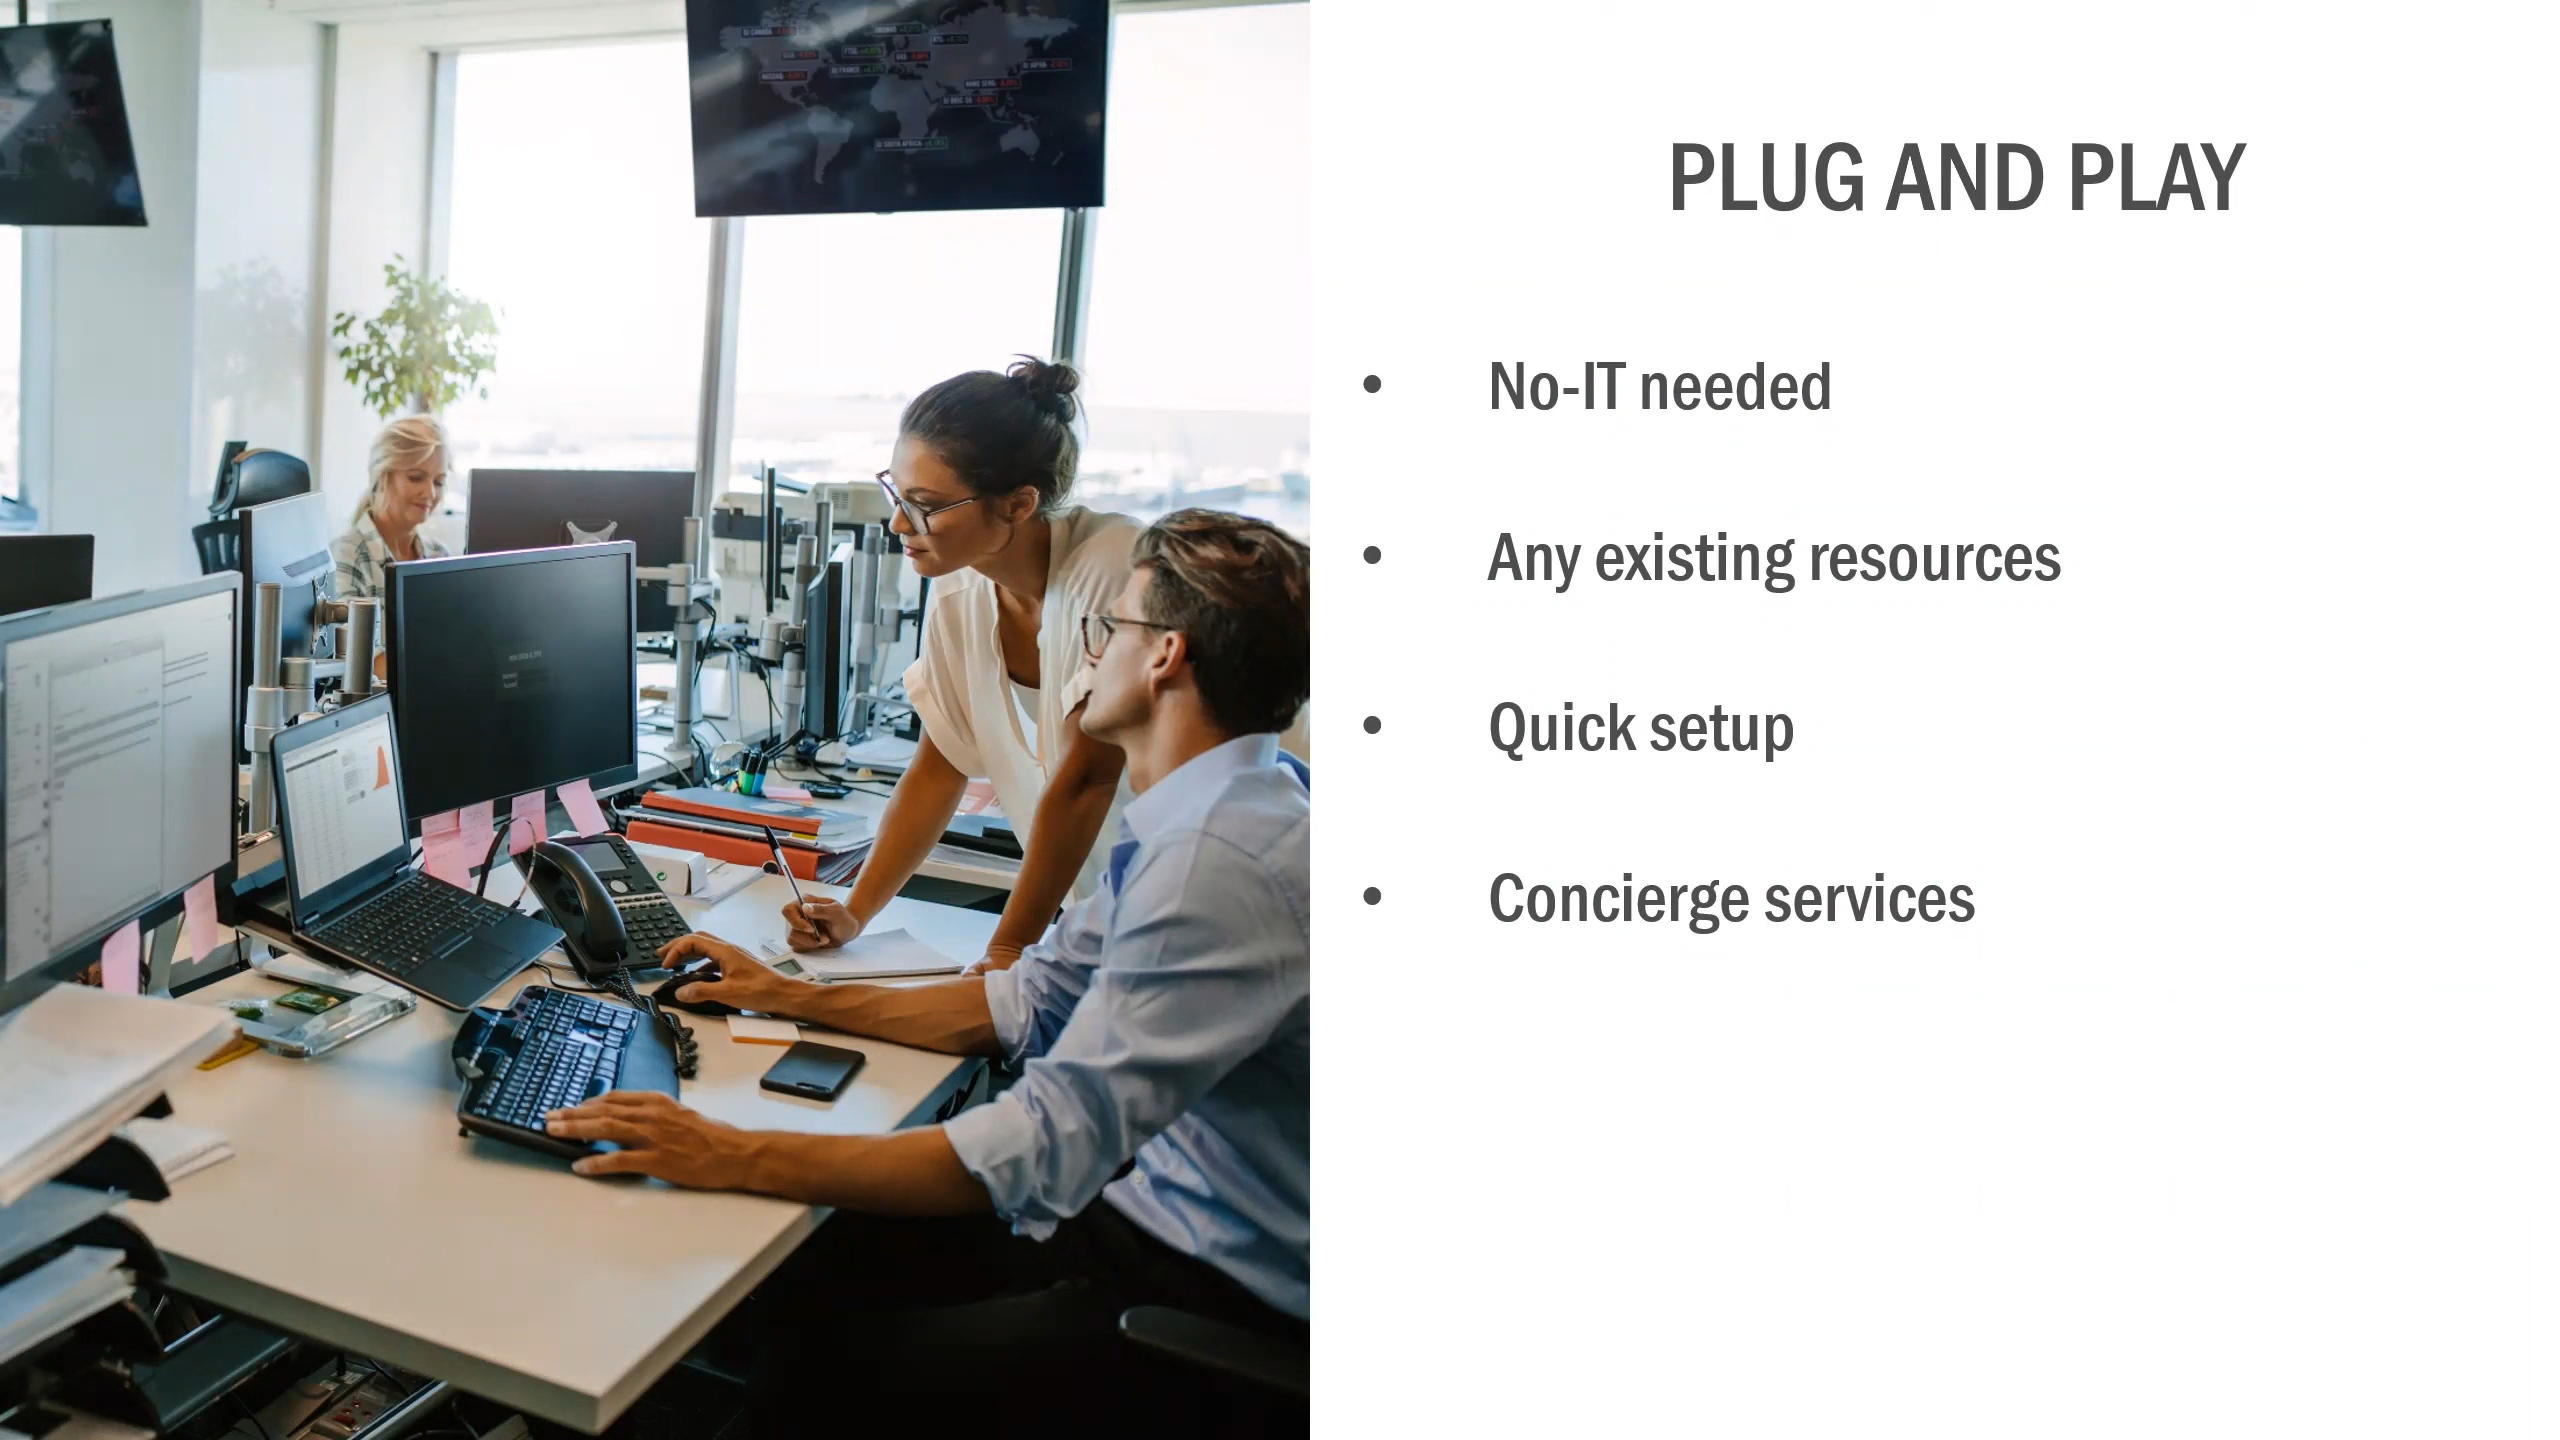 PLUG AND PLAY
• No-IT needed
• Any existing resources
• Quick setup
• Concierge services